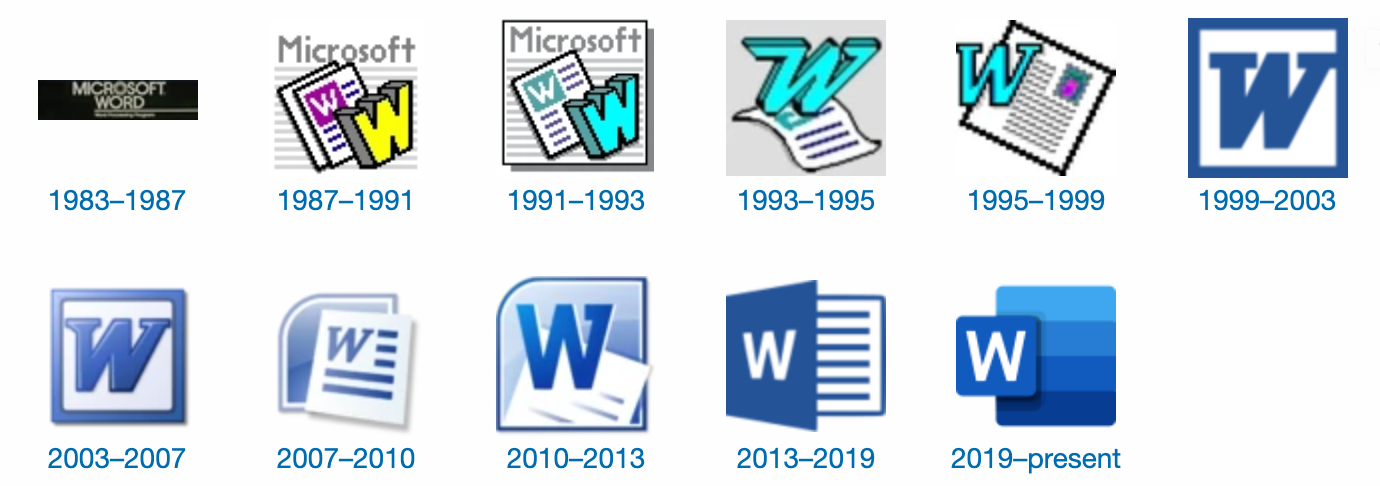 MICROSOFT
WORD
Microsoft
W
W
Microsoft
W
W
W
W
W
1983–1987
1987–1991
1991–1993
1993–1995
1995–1999
1999–2003
W
W
W
W
W
2003–2007
2007–2010
2010–2013
2013–2019
2019–present